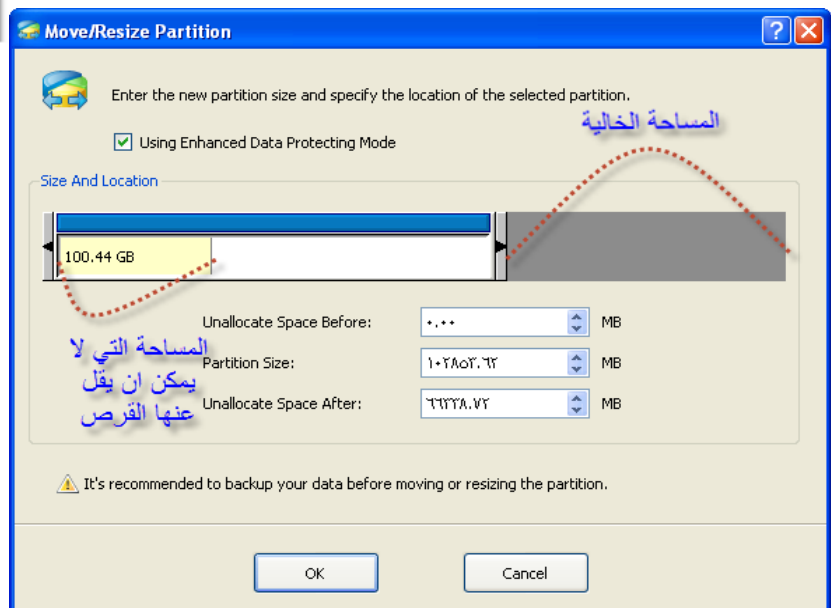 Move/Resize Partition
Enter the new partition size and specify the location of the selected partition.
المساحة الخالية
Using Enhanced Data Protecting Mode
Size And Location
100.44 GB
Unallocate Space Before: ٠.٠٠ MB
المساحة التي لا
يمكن ان يقل
عنها القرص
Partition Size: ١٠٢٨٥٣.٦٢ MB
Unallocate Space After: ٦٦٢٣٨.٧٢ MB
It's recommended to backup your data before moving or resizing the partition.
OK
Cancel